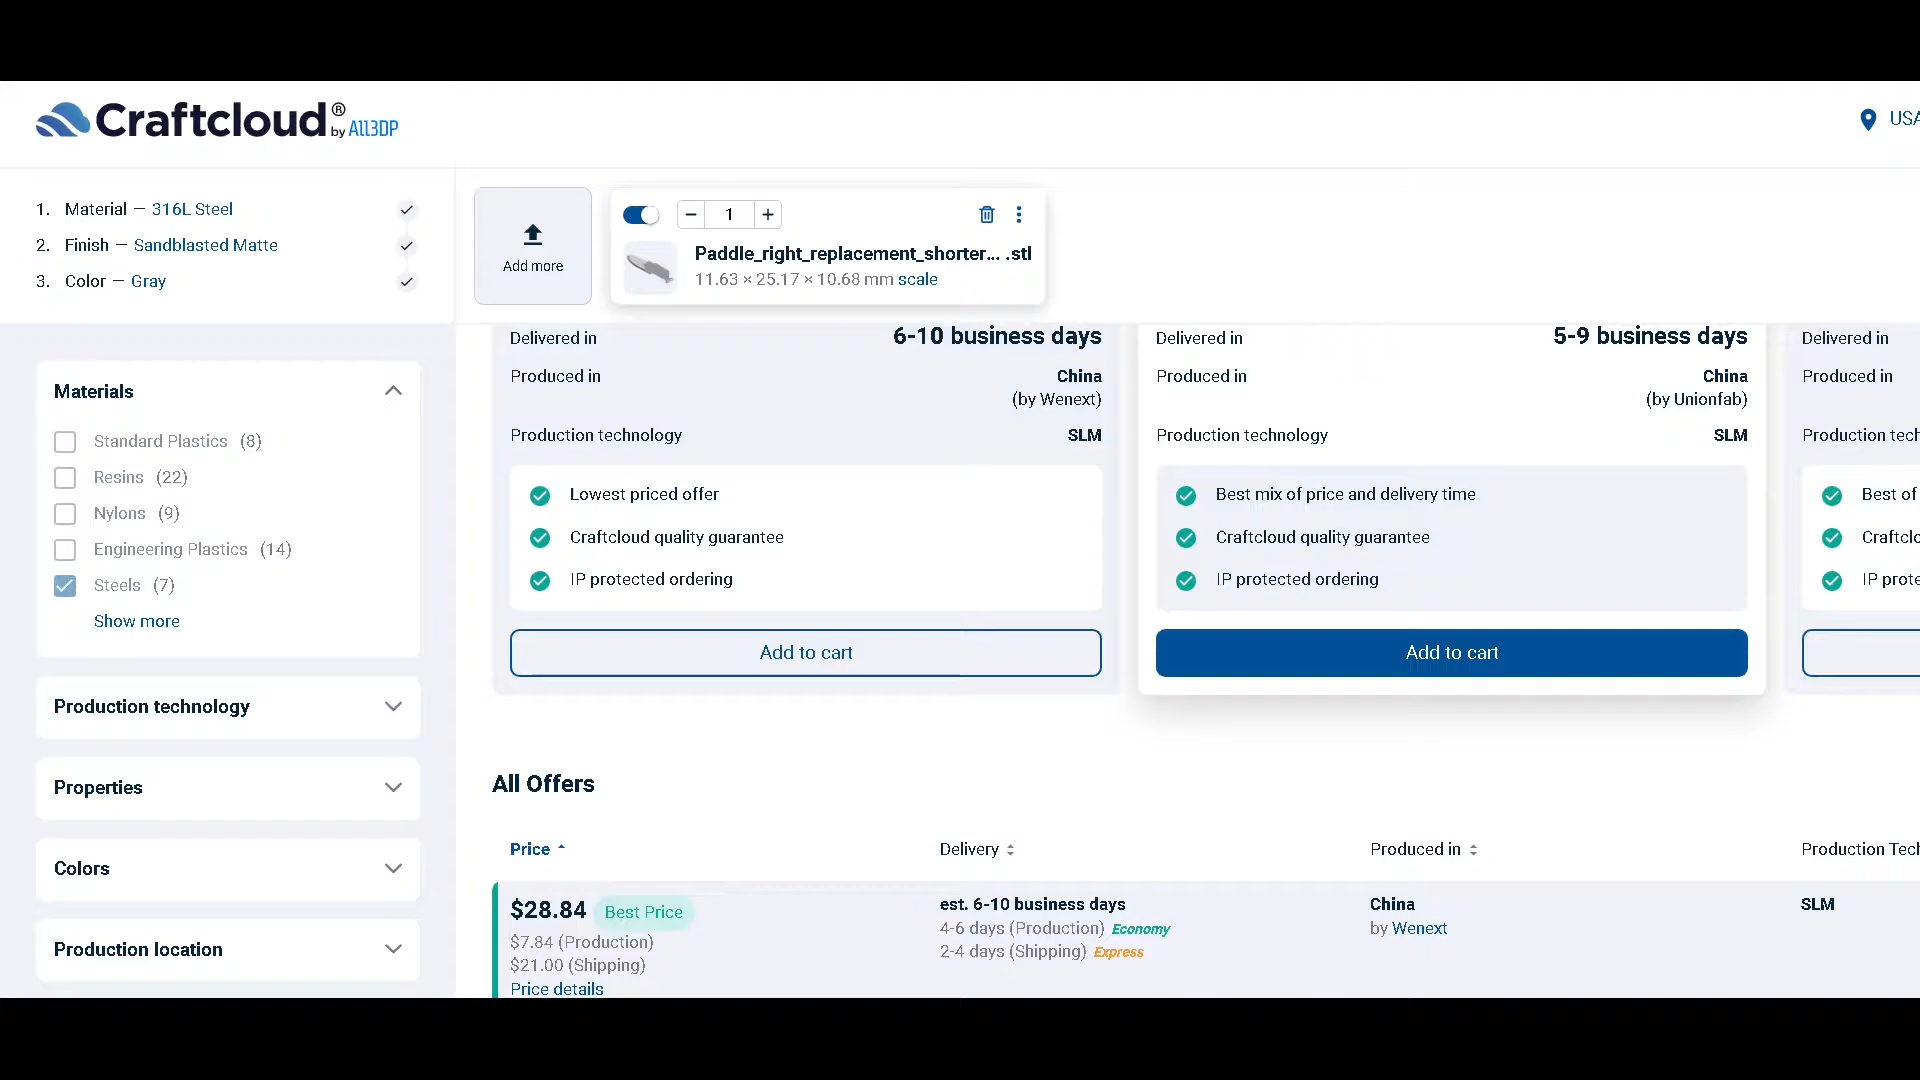 Craftcloud® by All3DP
USA
1. Material — 316L Steel
2. Finish — Sandblasted Matte
3. Color — Gray
Add more
1
Paddle_right_replacement_shorter... .stl
11.63 × 25.17 × 10.68 mm scale
Materials
Standard Plastics (8)
Resins (22)
Nylons (9)
Engineering Plastics (14)
Steels (7)
Show more
Production technology
Properties
Colors
Production location
Delivered in 6-10 business days
Produced in China
(by Wenext)
Production technology SLM
Lowest priced offer
Craftcloud quality guarantee
IP protected ordering
Add to cart
Delivered in 5-9 business days
Produced in China
(by Unionfab)
Production technology SLM
Best mix of price and delivery time
Craftcloud quality guarantee
IP protected ordering
Add to cart
Delivered in
Produced in
Production tech
Best of
Craftclo
IP prote
All Offers
Price Delivery Produced in Production Tech
$28.84 Best Price
$7.84 (Production)
$21.00 (Shipping)
Price details
est. 6-10 business days
4-6 days (Production) Economy
2-4 days (Shipping) Express
China
by Wenext
SLM